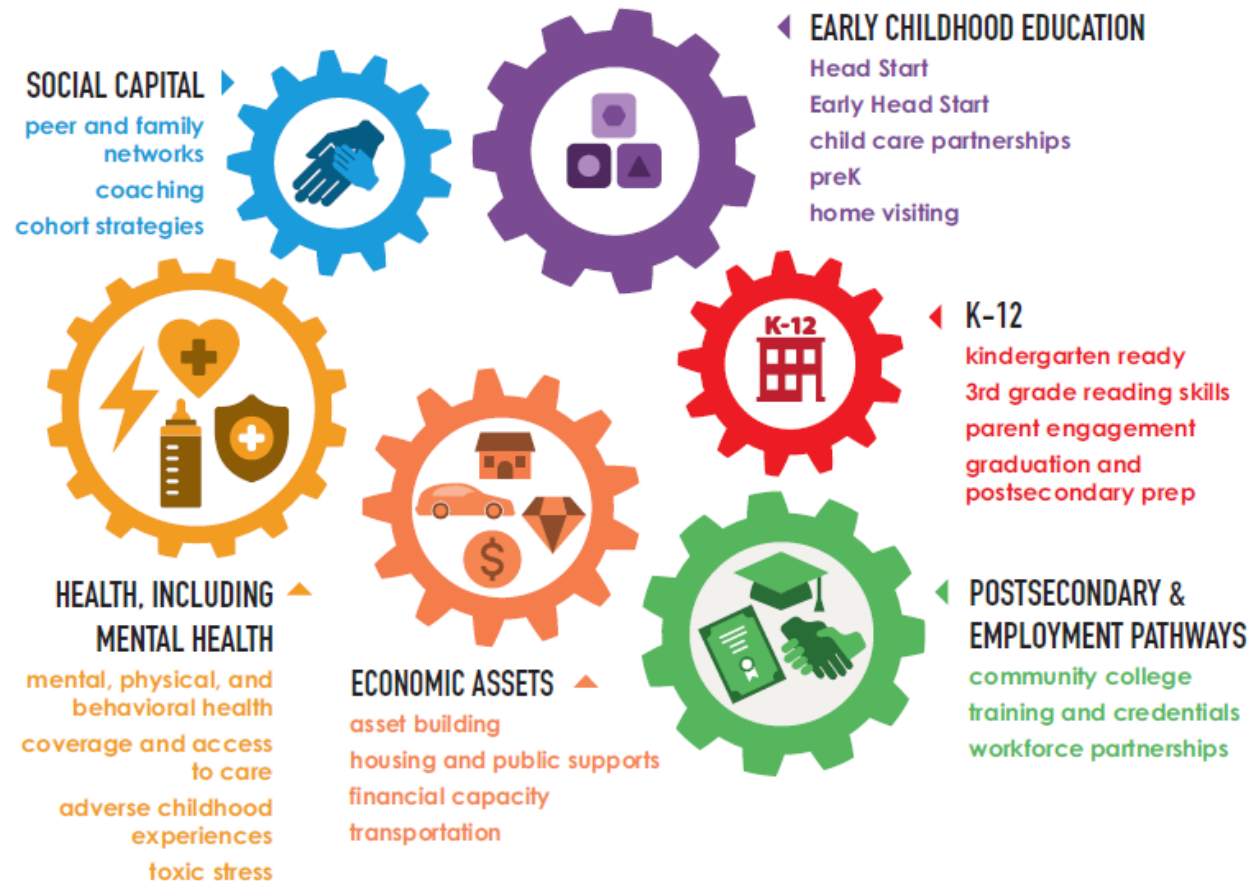 SOCIAL CAPITAL
peer and family
networks
coaching
cohort strategies
EARLY CHILDHOOD EDUCATION
Head Start
Early Head Start
child care partnerships
preK
home visiting
K-12
K–12
kindergarten ready
3rd grade reading skills
parent engagement
graduation and
postsecondary prep
$
HEALTH, INCLUDING
MENTAL HEALTH
mental, physical, and
behavioral health
coverage and access
to care
adverse childhood
experiences
toxic stress
ECONOMIC ASSETS
asset building
housing and public supports
financial capacity
transportation
POSTSECONDARY &
EMPLOYMENT PATHWAYS
community college
training and credentials
workforce partnerships